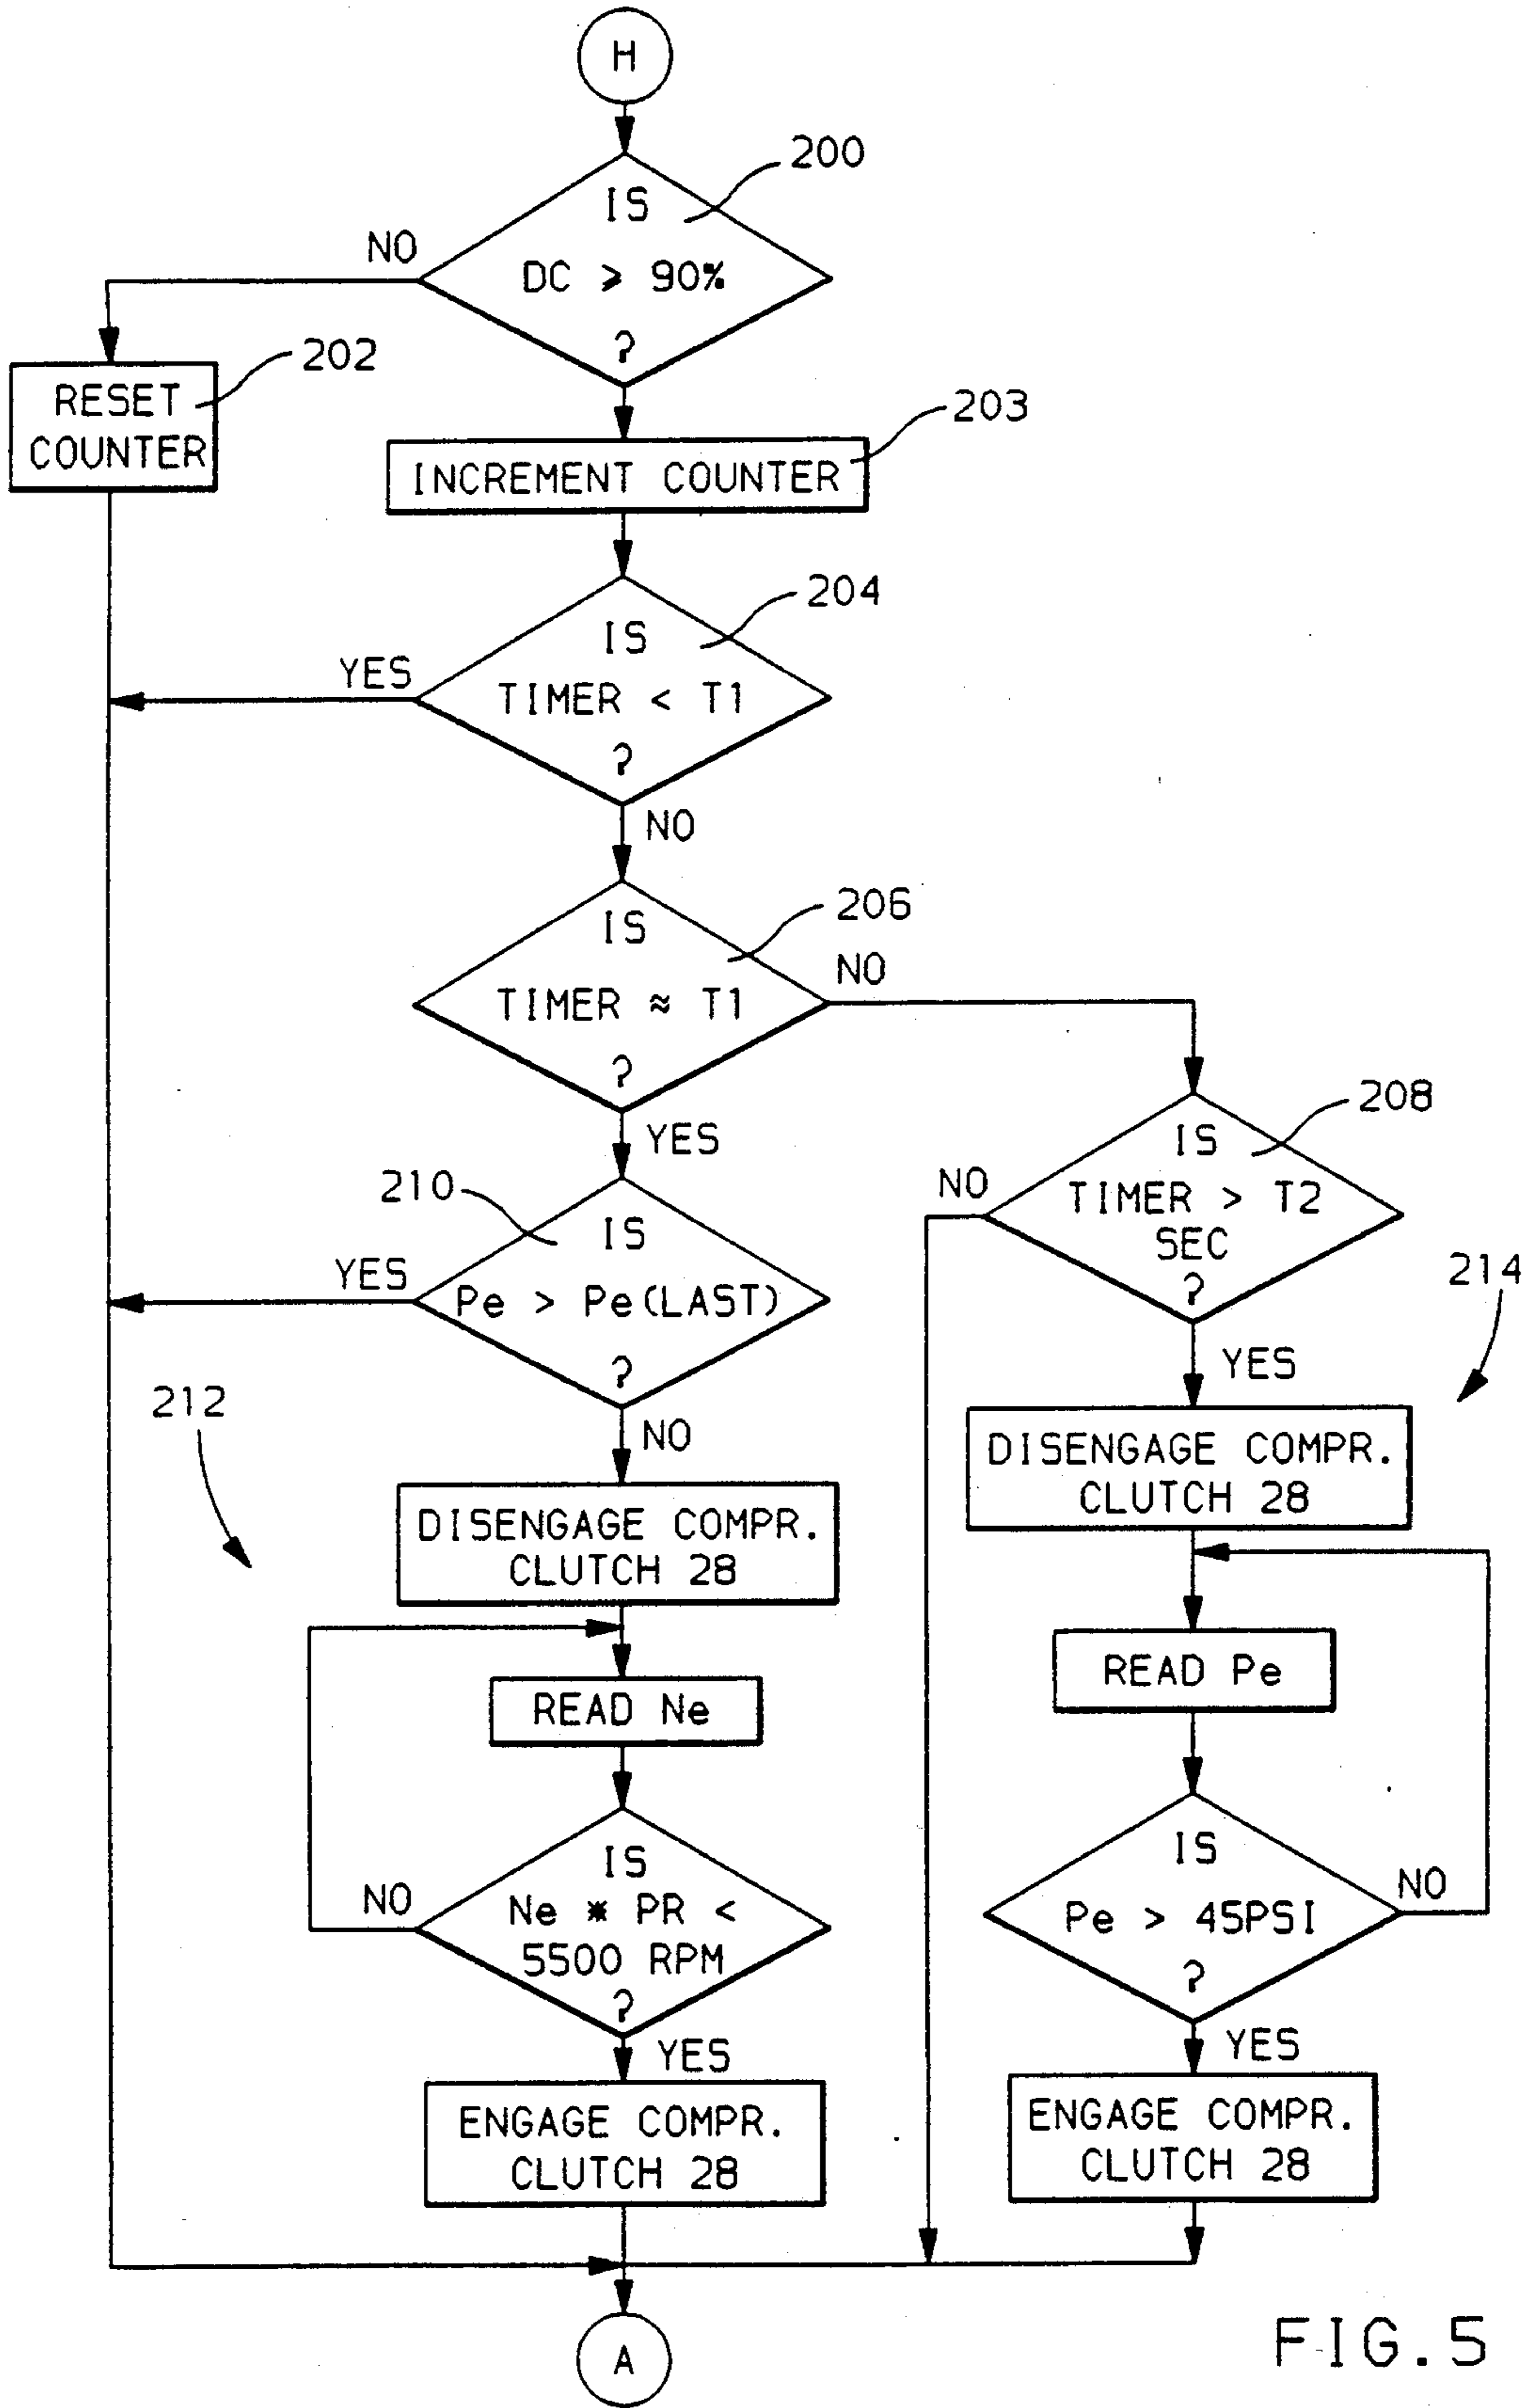 H
200
IS
DC ⩾ 90%
?
NO
202
RESET
COUNTER
203
INCREMENT COUNTER
204
IS
TIMER < T1
?
YES
NO
206
IS
TIMER ≈ T1
?
NO
YES
208
IS
TIMER > T2
SEC
?
NO
YES
210
IS
Pe > Pe(LAST)
?
YES
NO
212
214
DISENGAGE COMPR.
CLUTCH 28
READ Ne
IS
Ne * PR <
5500 RPM
?
NO
YES
ENGAGE COMPR.
CLUTCH 28
DISENGAGE COMPR.
CLUTCH 28
READ Pe
IS
Pe > 45PSI
?
NO
YES
ENGAGE COMPR.
CLUTCH 28
A
FIG.5